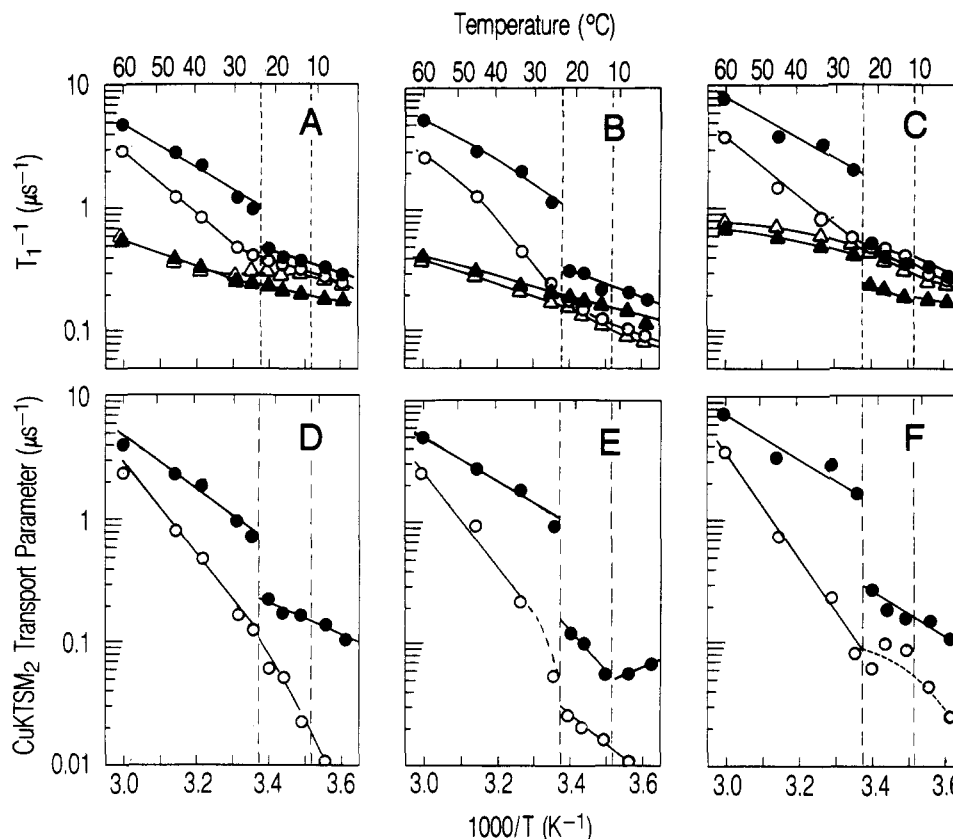 Temperature (°C)
60 50 40 30 20 10
60 50 40 30 20 10
60 50 40 30 20 10
10
1
0.1
T₁⁻¹ (μs⁻¹)
A
B
C
10
1
0.1
0.01
CuKTSM₂ Transport Parameter (μs⁻¹)
D
E
F
3.0 3.2 3.4 3.6
3.0 3.2 3.4 3.6
3.0 3.2 3.4 3.6
1000/T (K⁻¹)